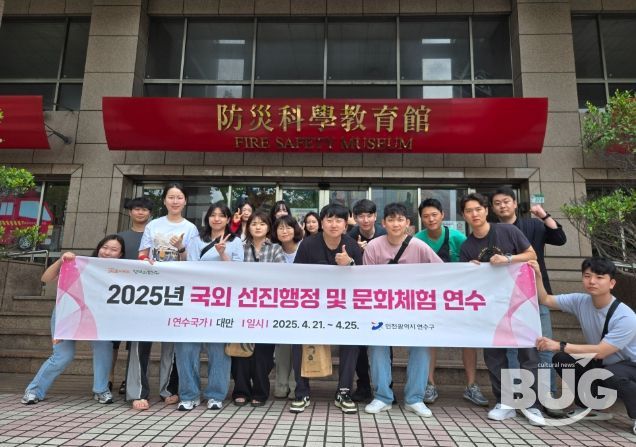 防災科學教育館
FIRE SAFETY MUSEUM
2025년 국외 선진행정 및 문화체험 연수
I 연수국가 I 대만 I 일시 I 2025. 4. 21. ~ 4. 25. 인천광역시 연수구
cultural news
BUG